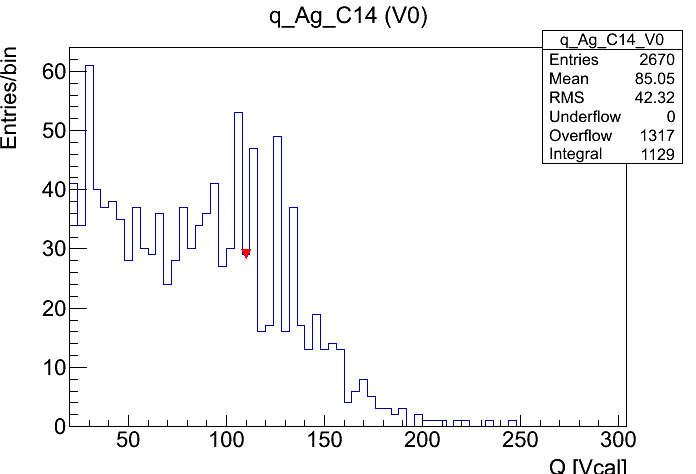 q_Ag_C14 (V0)
q_Ag_C14_V0
Entries 2670
Mean 85.05
RMS 42.32
Underflow 0
Overflow 1317
Integral 1129
Entries/bin
60
50
40
30
20
10
0
50 100 150 200 250 300
Q [Vcal]